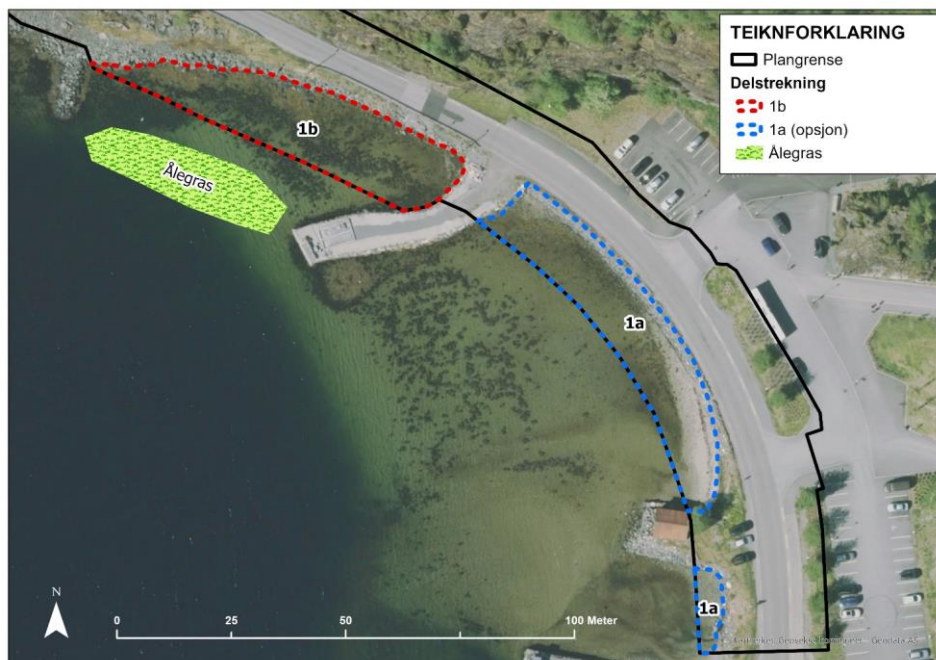 TEIKNFORKLARING
Plangrense
Delstrekning
1b
1a (opsjon)
Ålegras
1b
Ålegras
1a
1a
N
0
25
50
100 Meter